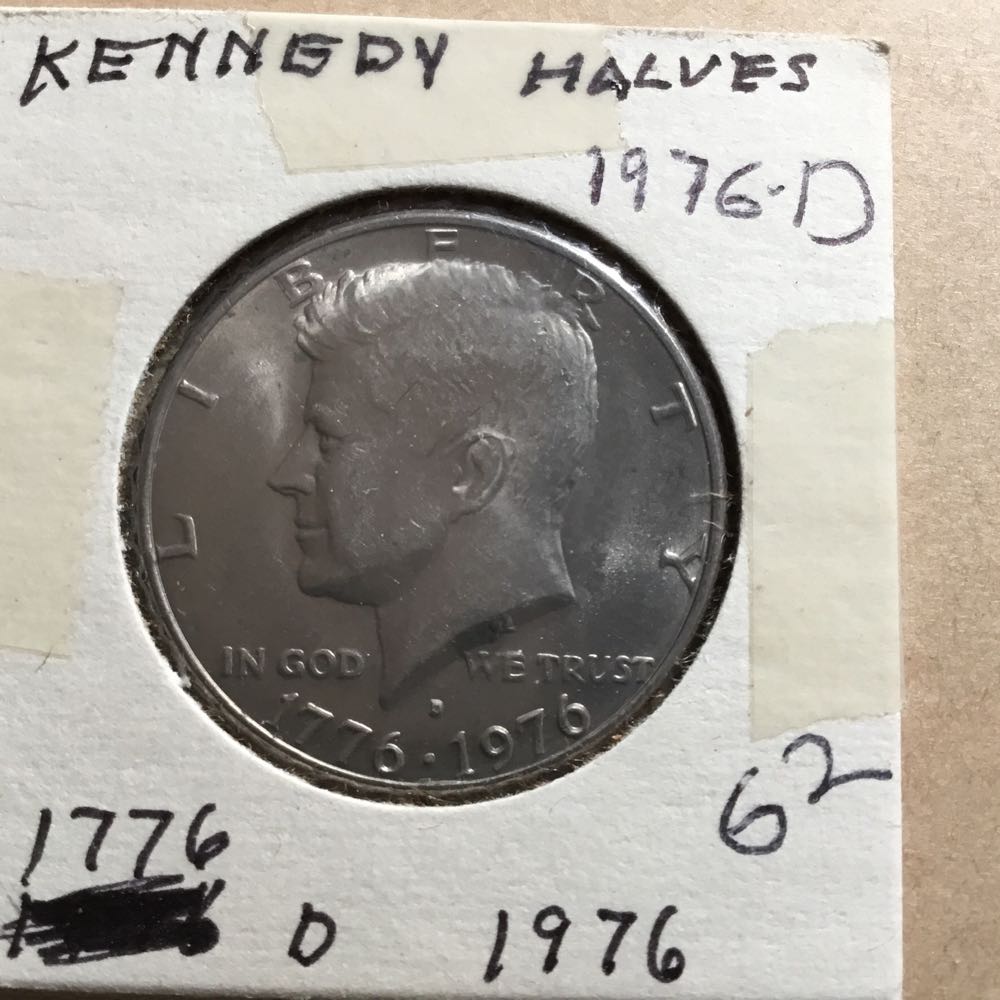 KENNEDY HALVES
1976-D
LIBERTY
IN GOD WE TRUST
D
1776 · 1976
62
1776
D 1976